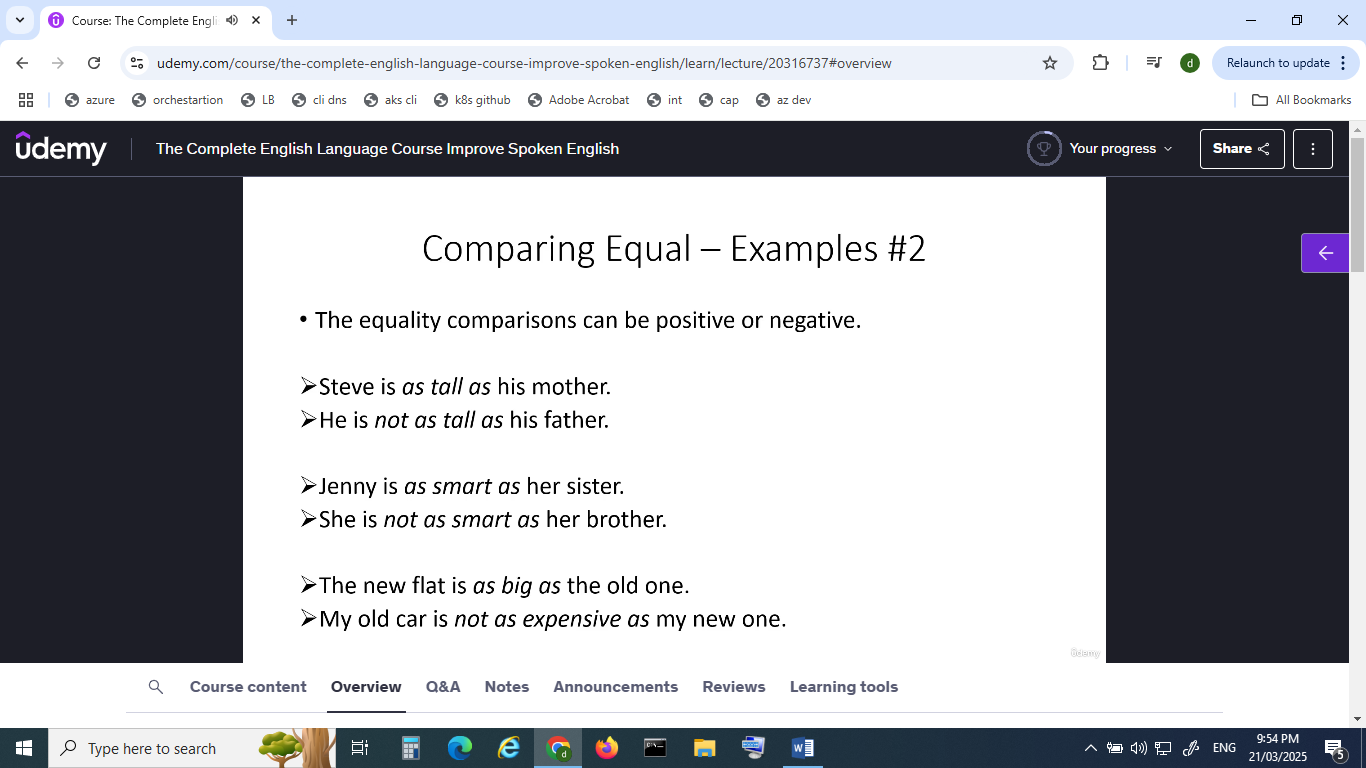 Course: The Complete Engli
udemy.com/course/the-complete-english-language-course-improve-spoken-english/learn/lecture/20316737#overview
d
Relaunch to update
azure
orchestartion
LB
cli dns
aks cli
k8s github
Adobe Acrobat
int
cap
az dev
All Bookmarks
ûdemy
The Complete English Language Course Improve Spoken English
Your progress
Share
Comparing Equal – Examples #2
• The equality comparisons can be positive or negative.
➢Steve is as tall as his mother.
➢He is not as tall as his father.
➢Jenny is as smart as her sister.
➢She is not as smart as her brother.
➢The new flat is as big as the old one.
➢My old car is not as expensive as my new one.
ûdemy
Course content
Overview
Q&A
Notes
Announcements
Reviews
Learning tools
Type here to search
ENG
9:54 PM
21/03/2025
5